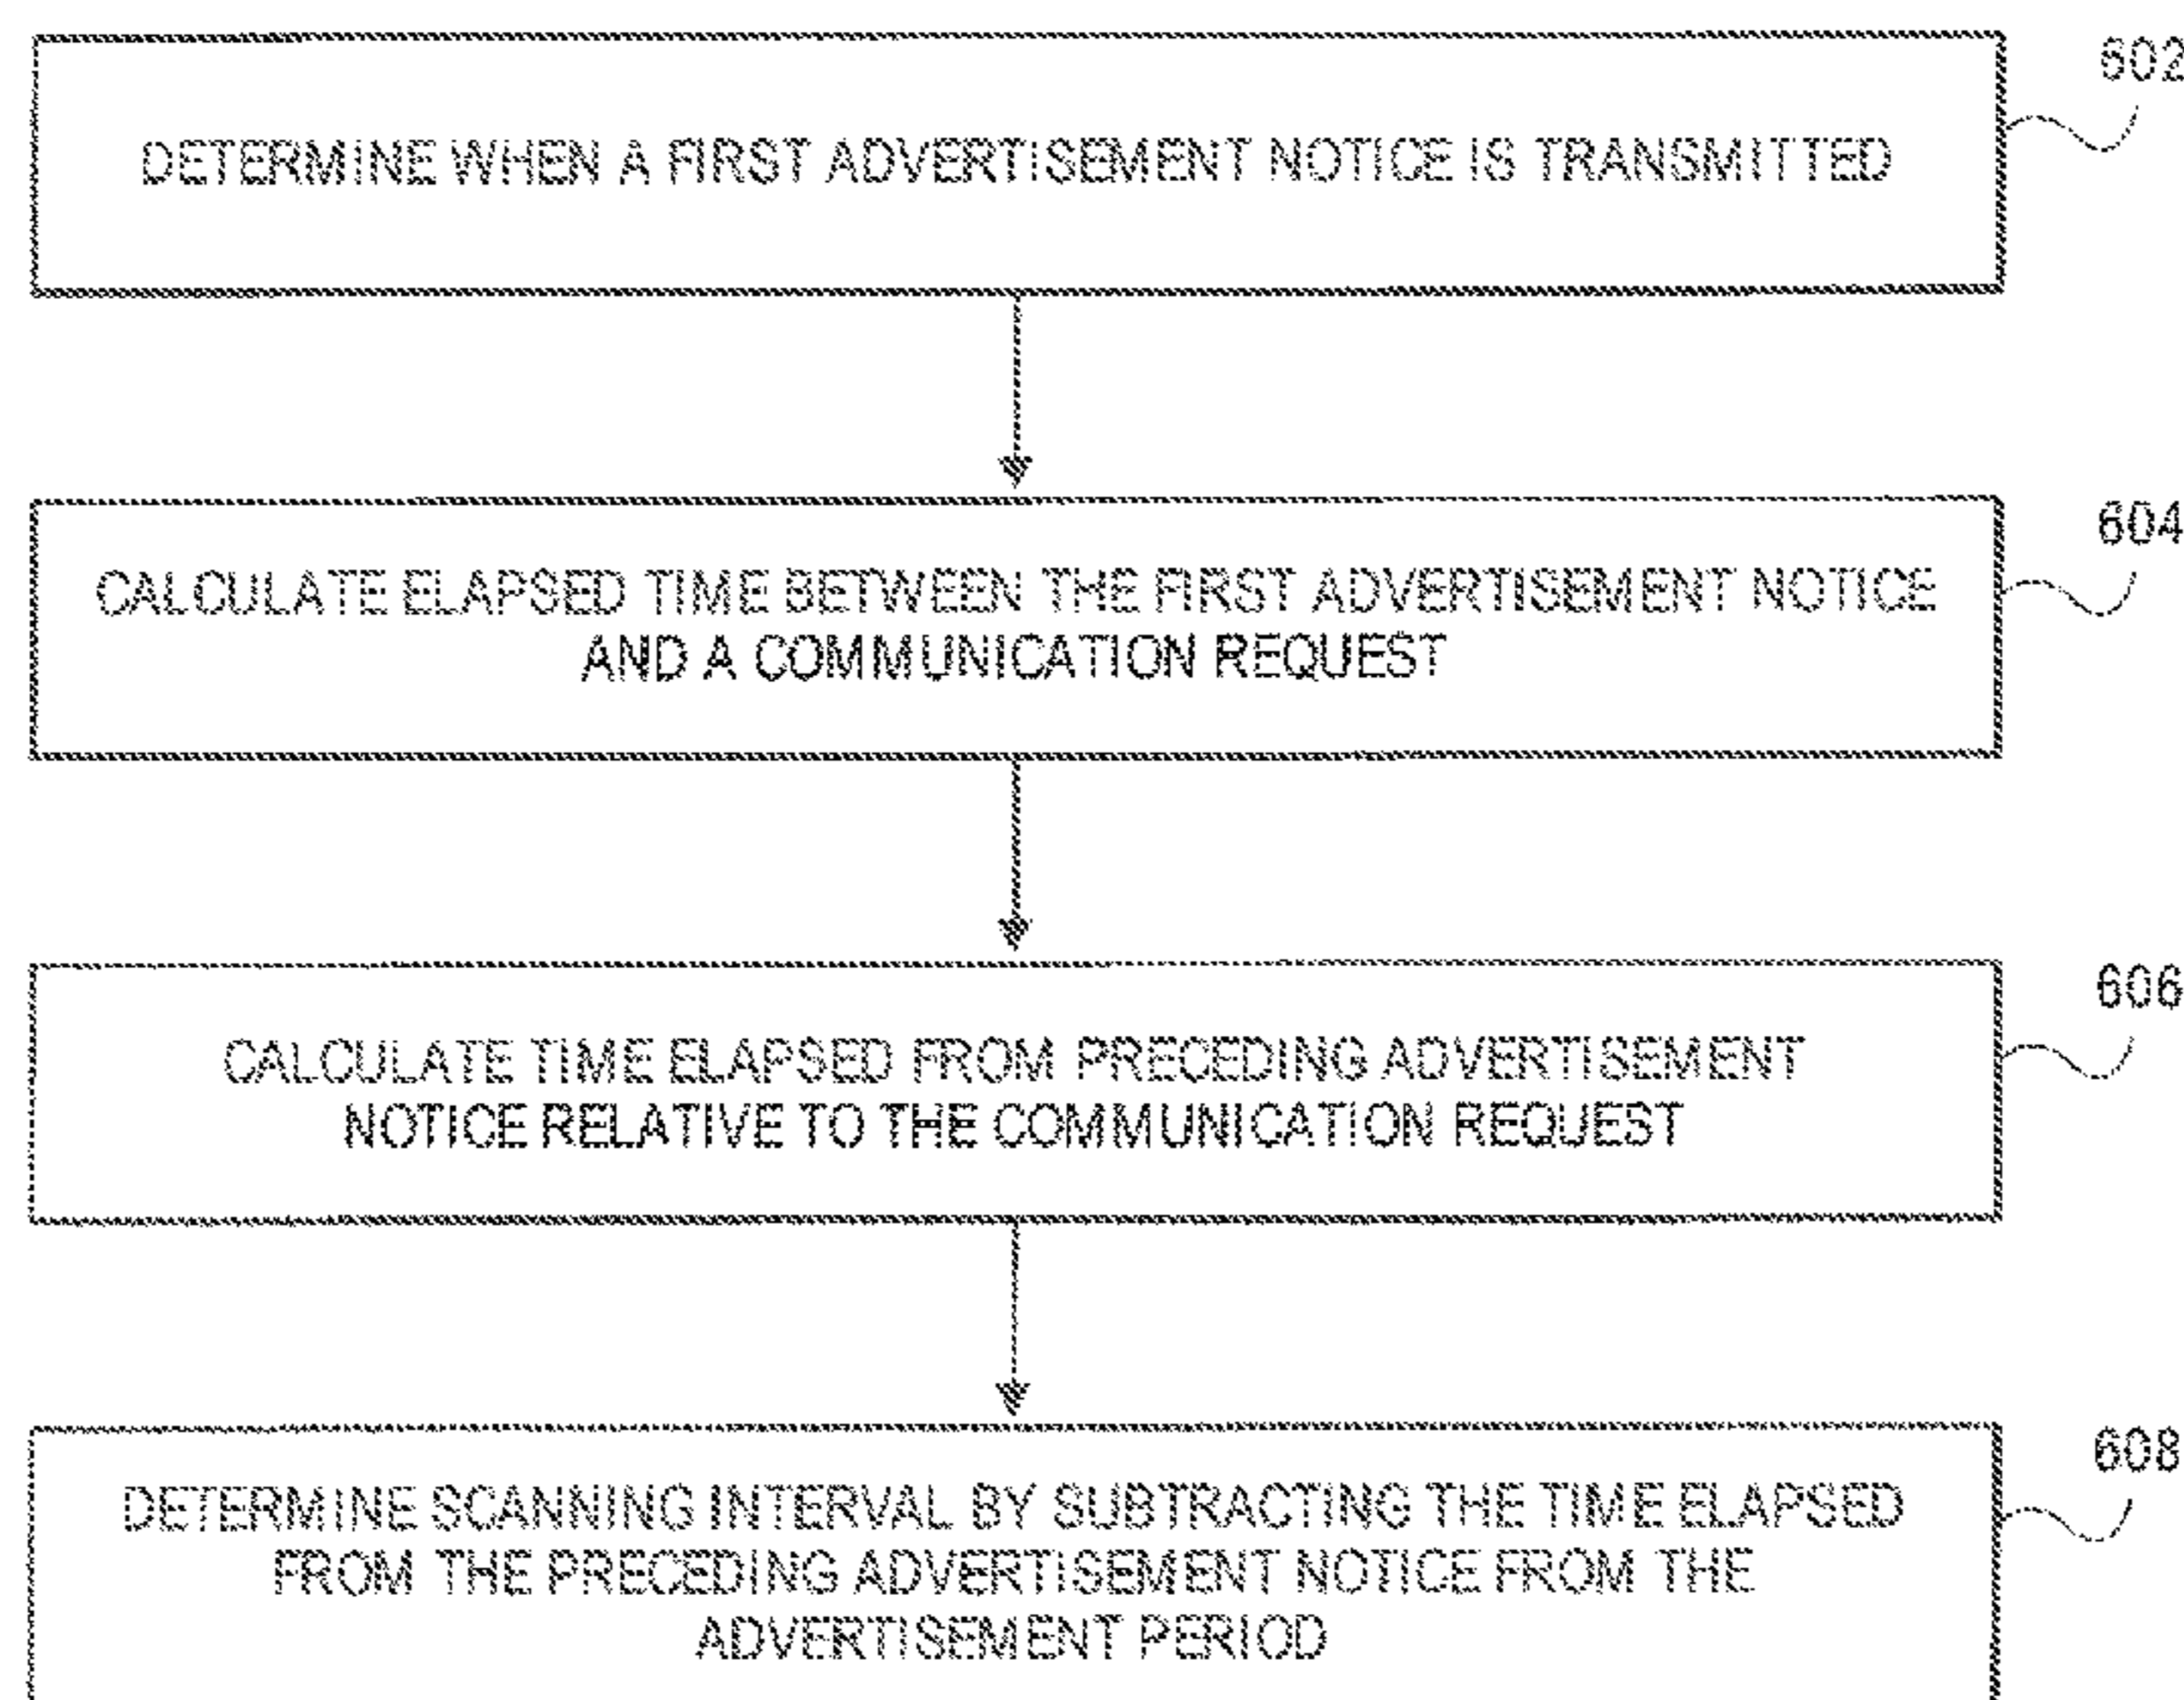 602
DETERMINE WHEN A FIRST ADVERTISEMENT NOTICE IS TRANSMITTED
604
CALCULATE ELAPSED TIME BETWEEN THE FIRST ADVERTISEMENT NOTICE
AND A COMMUNICATION REQUEST
606
CALCULATE TIME ELAPSED FROM PRECEDING ADVERTISEMENT
NOTICE RELATIVE TO THE COMMUNICATION REQUEST
608
DETERMINE SCANNING INTERVAL BY SUBTRACTING THE TIME ELAPSED
FROM THE PRECEDING ADVERTISEMENT NOTICE FROM THE
ADVERTISEMENT PERIOD